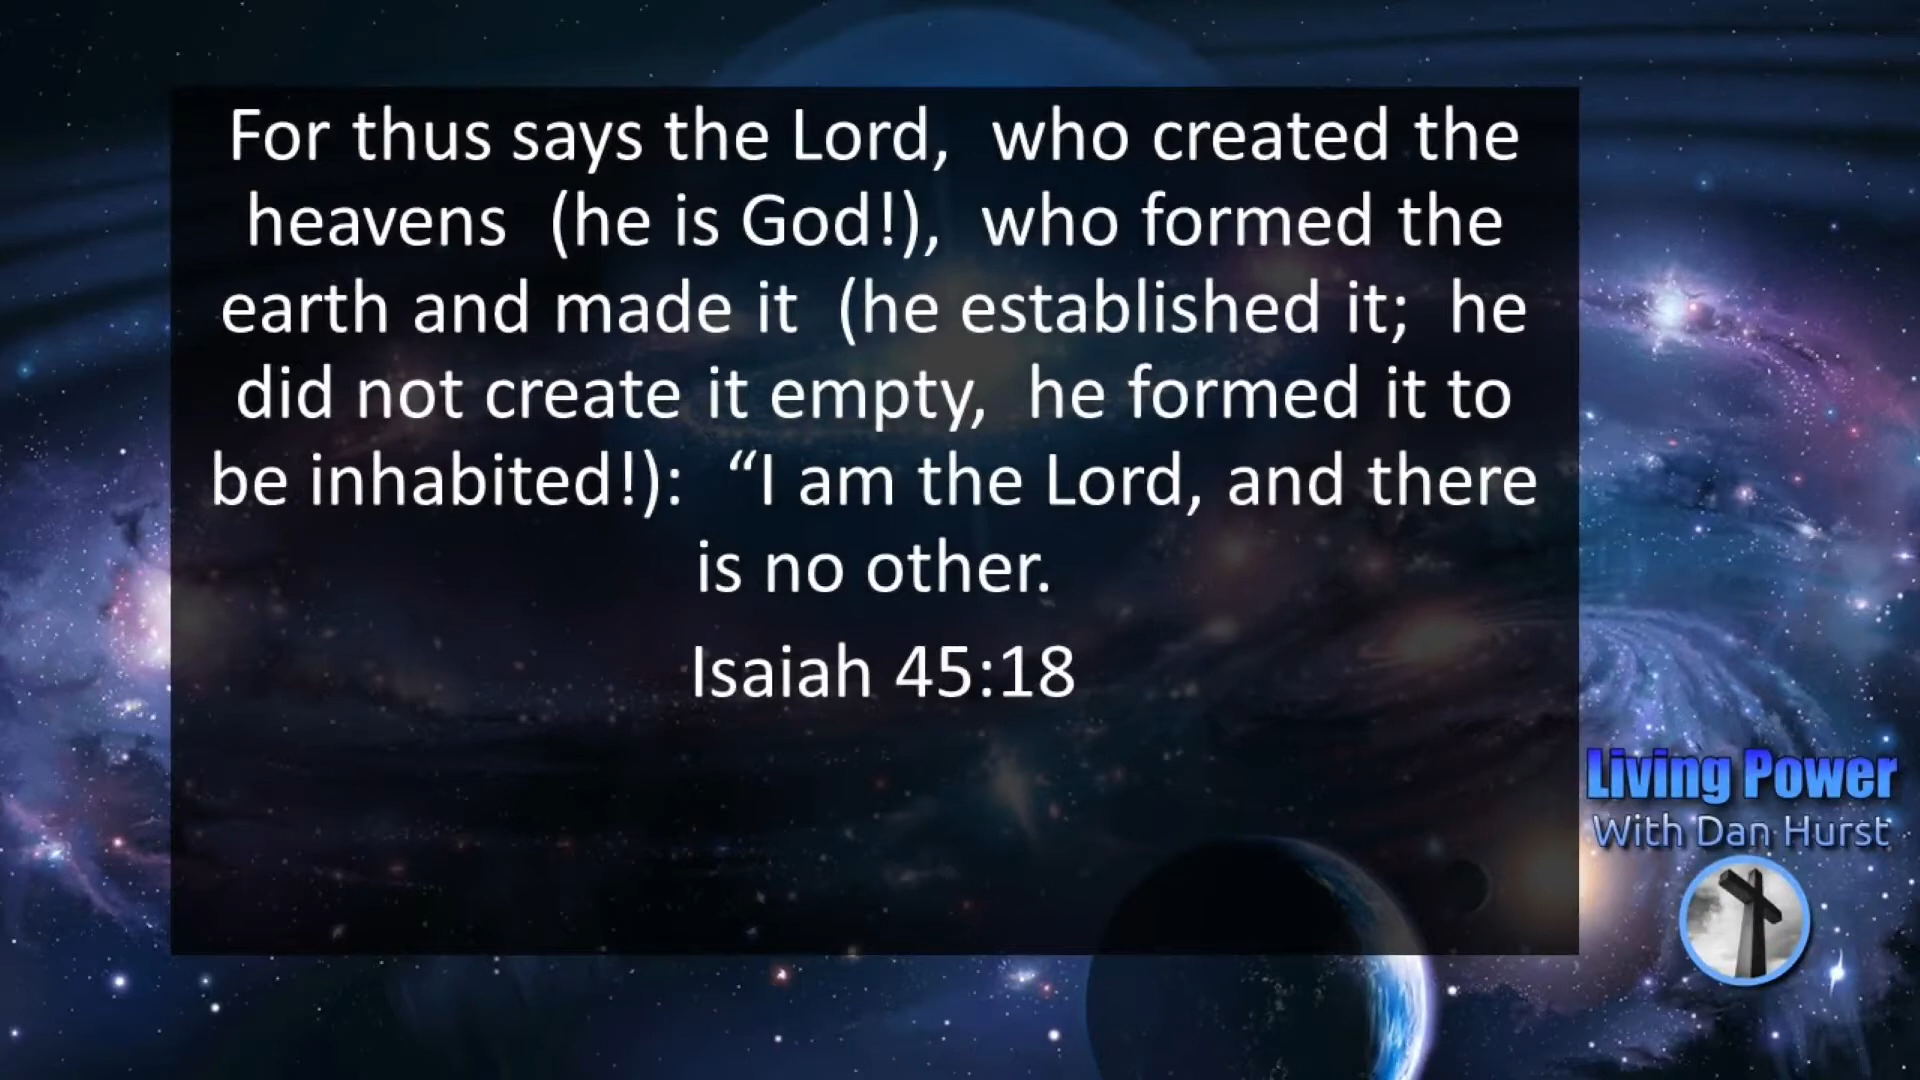 For thus says the Lord,  who created the
heavens  (he is God!),  who formed the
earth and made it  (he established it;  he
did not create it empty,  he formed it to
be inhabited!):  “I am the Lord, and there
is no other.
Isaiah 45:18
Living Power
With Dan Hurst